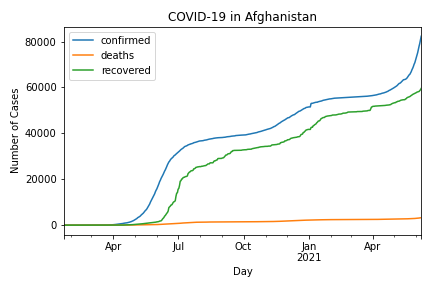 COVID-19 in Afghanistan
confirmed
deaths
recovered
Number of Cases
80000
60000
40000
20000
0
Apr
Jul
Oct
Jan
2021
Apr
Day